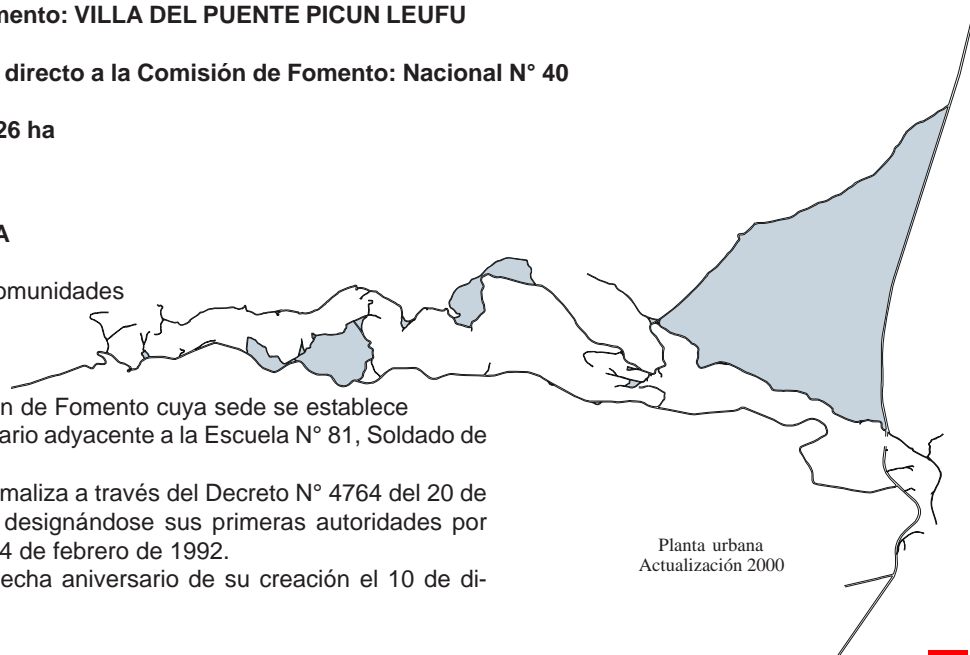 mento: VILLA DEL PUENTE PICUN LEUFU
directo a la Comisión de Fomento: Nacional N° 40
26 ha
A
omunidades
n de Fomento cuya sede se establece
ario adyacente a la Escuela N° 81, Soldado de
maliza a través del Decreto N° 4764 del 20 de
designándose sus primeras autoridades por
4 de febrero de 1992.
echa aniversario de su creación el 10 de di-
Planta urbana
Actualización 2000